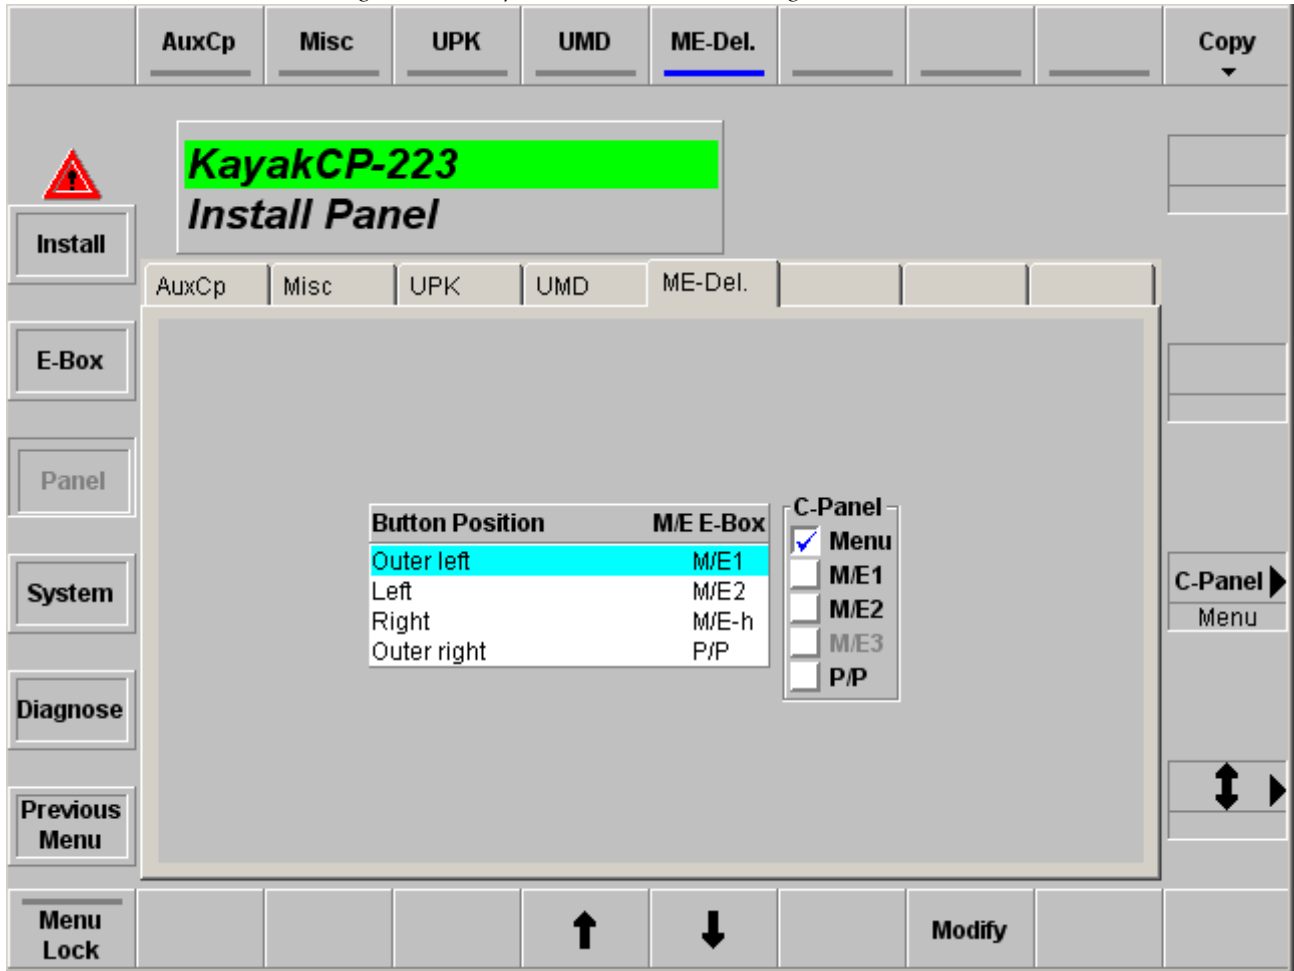 AuxCp Misc UPK UMD ME-Del. Copy
KayakCP-223
Install Panel
Install
AuxCp Misc UPK UMD ME-Del.
E-Box
Panel
Button Position M/E E-Box
Outer left M/E1
Left M/E2
Right M/E-h
Outer right P/P
C-Panel
Menu
M/E1
M/E2
M/E3
P/P
System
C-Panel
Menu
Diagnose
Previous
Menu
Menu
Lock
Modify